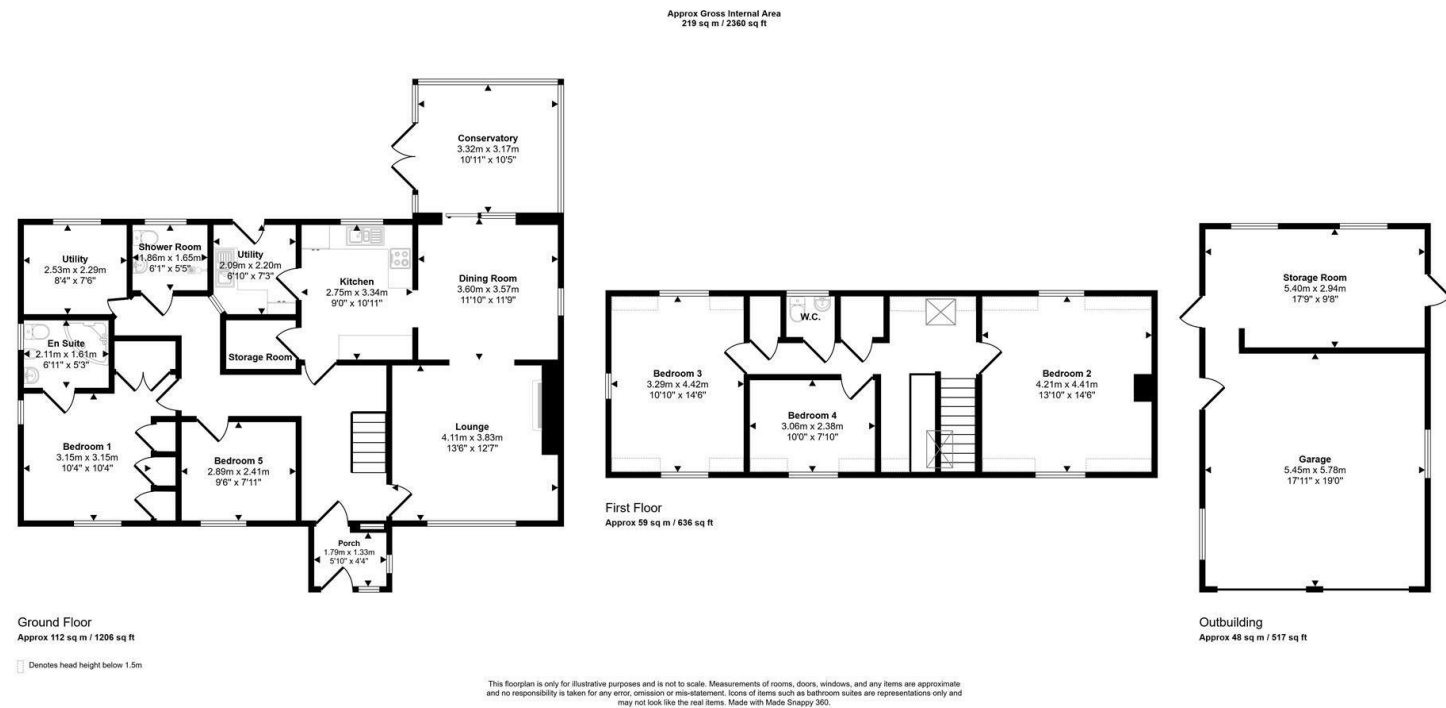 Approx Gross Internal Area
219 sq m / 2360 sq ft
Conservatory
3.32m x 3.17m
10'11" x 10'5"
Utility
2.53m x 2.29m
8'4" x 7'6"
Shower Room
1.86m x 1.65m
6'1" x 5'5"
Utility
2.09m x 2.20m
6'10" x 7'3"
Kitchen
2.75m x 3.34m
9'0" x 10'11"
Dining Room
3.60m x 3.57m
11'10" x 11'9"
En Suite
2.11m x 1.61m
6'11" x 5'3"
Storage Room
Bedroom 1
3.15m x 3.15m
10'4" x 10'4"
Bedroom 5
2.89m x 2.41m
9'6" x 7'11"
Lounge
4.11m x 3.83m
13'6" x 12'7"
Porch
1.79m x 1.33m
5'10" x 4'4"
Ground Floor
Approx 112 sq m / 1206 sq ft
Denotes head height below 1.5m
W.C.
Bedroom 3
3.29m x 4.42m
10'10" x 14'6"
Bedroom 4
3.06m x 2.38m
10'0" x 7'10"
Bedroom 2
4.21m x 4.41m
13'10" x 14'6"
First Floor
Approx 59 sq m / 636 sq ft
Storage Room
5.40m x 2.94m
17'9" x 9'8"
Garage
5.45m x 5.78m
17'11" x 19'0"
Outbuilding
Approx 48 sq m / 517 sq ft
This floorplan is only for illustrative purposes and is not to scale. Measurements of rooms, doors, windows, and any items are approximate
and no responsibility is taken for any error, omission or mis-statement. Icons of items such as bathroom suites are representations only and
may not look like the real items. Made with Made Snappy 360.